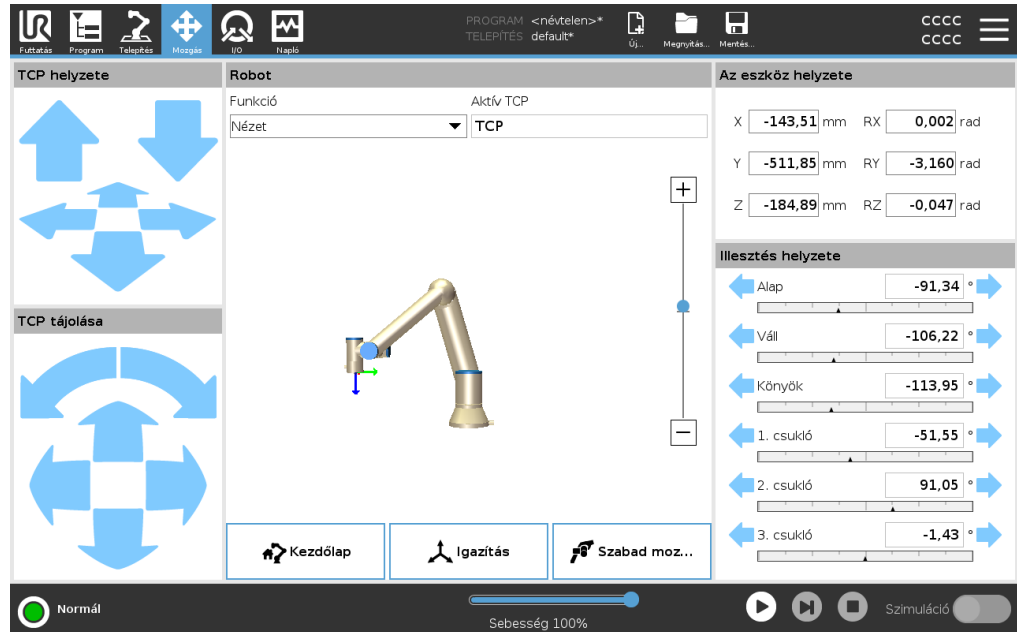 UR
Futtatás
Program
Telepítés
Mozgás
I/O
Napló
PROGRAM <névtelen>*
TELEPÍTÉS default*
Új...
Megnyitás...
Mentés...
CCCC
CCCC
TCP helyzete
TCP tájolása
Robot
Funkció
Aktív TCP
Nézet
TCP
+
−
Kezdőlap
Igazítás
Szabad moz...
Az eszköz helyzete
X -143,51 mm RX 0,002 rad
Y -511,85 mm RY -3,160 rad
Z -184,89 mm RZ -0,047 rad
Illesztés helyzete
Alap -91,34 °
Váll -106,22 °
Könyök -113,95 °
1. csukló -51,55 °
2. csukló 91,05 °
3. csukló -1,43 °
Normál
Sebesség 100%
Szimuláció